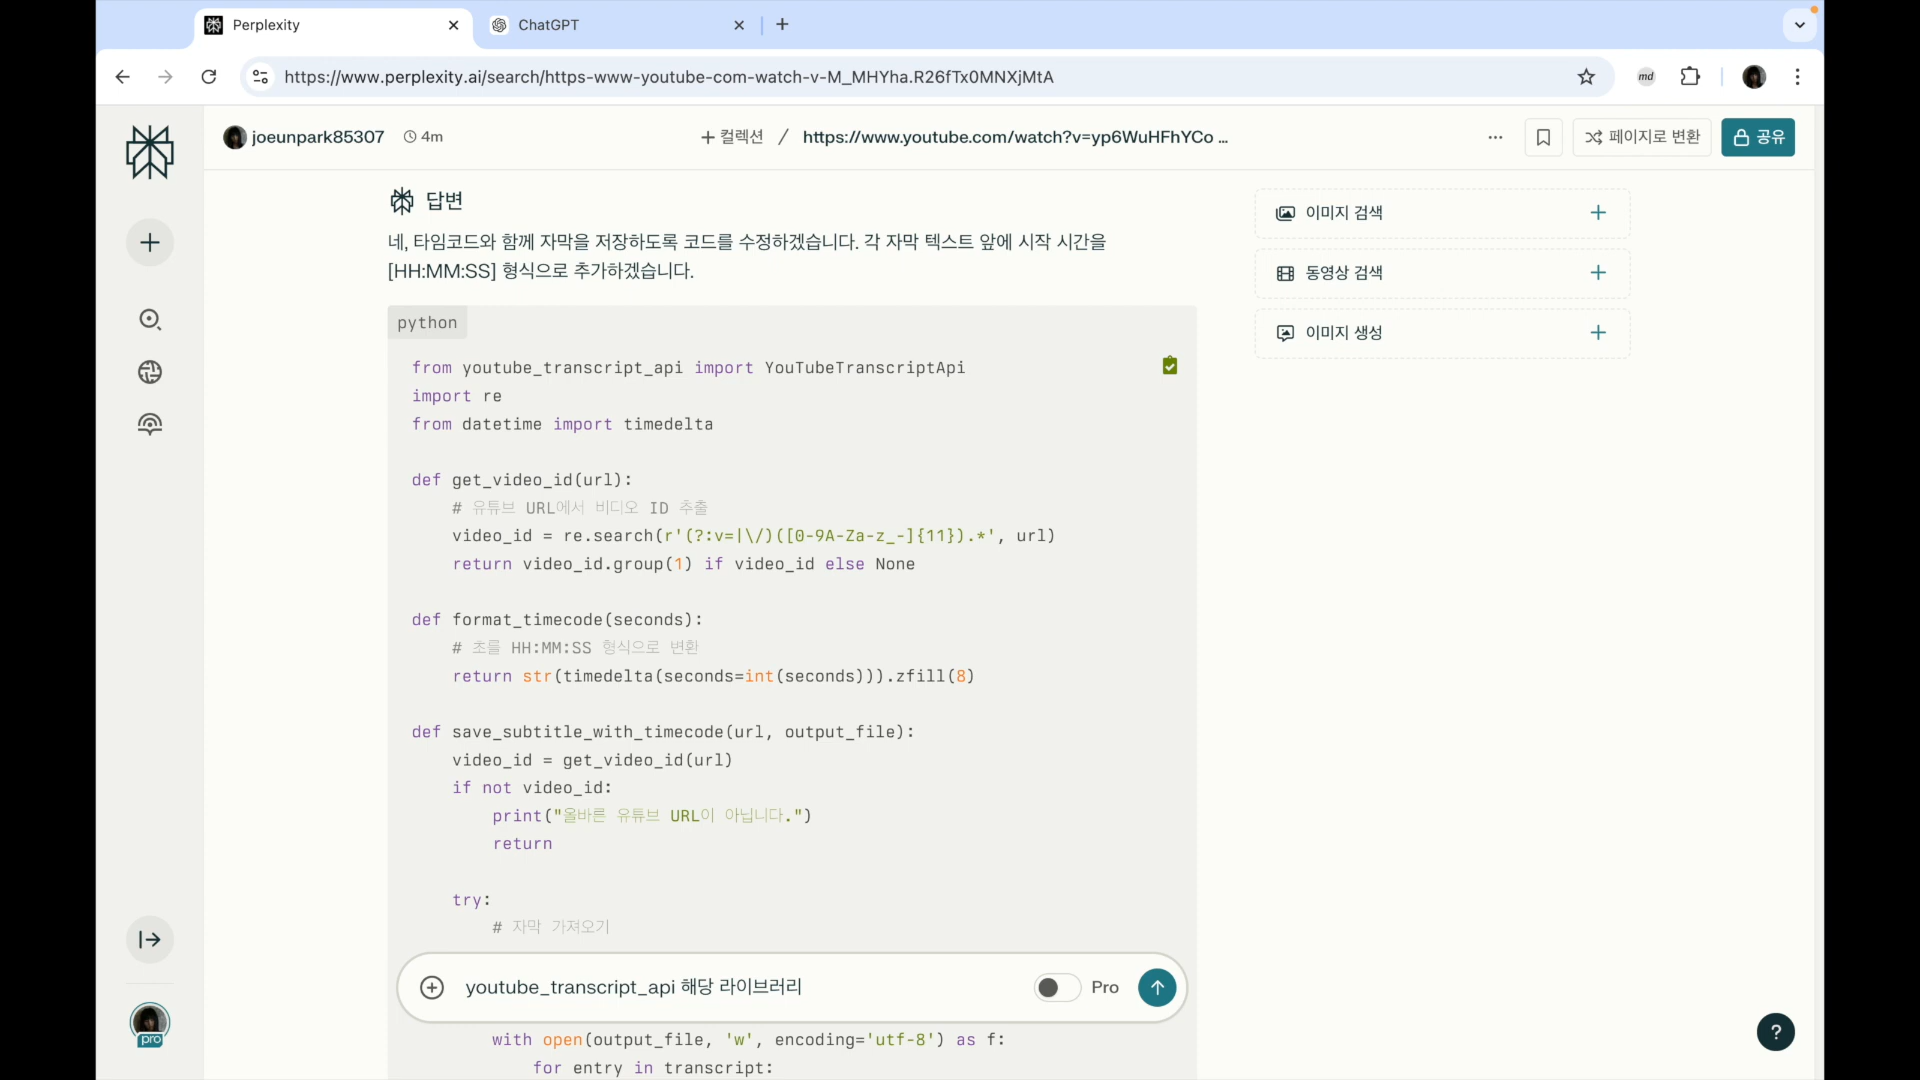 Perplexity
ChatGPT
https://www.perplexity.ai/search/https-www-youtube-com-watch-v-M_MHYha.R26fTx0MNXjMtA
md
joeunpark85307
4m
컬렉션 / https://www.youtube.com/watch?v=yp6WuHFhYCo ...
페이지로 변환
공유
답변
네, 타임코드와 함께 자막을 저장하도록 코드를 수정하겠습니다. 각 자막 텍스트 앞에 시작 시간을
[HH:MM:SS] 형식으로 추가하겠습니다.
이미지 검색
동영상 검색
이미지 생성
python
from youtube_transcript_api import YouTubeTranscriptApi
import re
from datetime import timedelta
def get_video_id(url):
# 유튜브 URL에서 비디오 ID 추출
video_id = re.search(r'(?:v=|\/)([0-9A-Za-z_-]{11}).*', url)
return video_id.group(1) if video_id else None
def format_timecode(seconds):
# 초를 HH:MM:SS 형식으로 변환
return str(timedelta(seconds=int(seconds))).zfill(8)
def save_subtitle_with_timecode(url, output_file):
video_id = get_video_id(url)
if not video_id:
print("올바른 유튜브 URL이 아닙니다.")
return
try:
# 자막 가져오기
youtube_transcript_api 해당 라이브러리
Pro
with open(output_file, 'w', encoding='utf-8') as f:
for entry in transcript:
pro
?